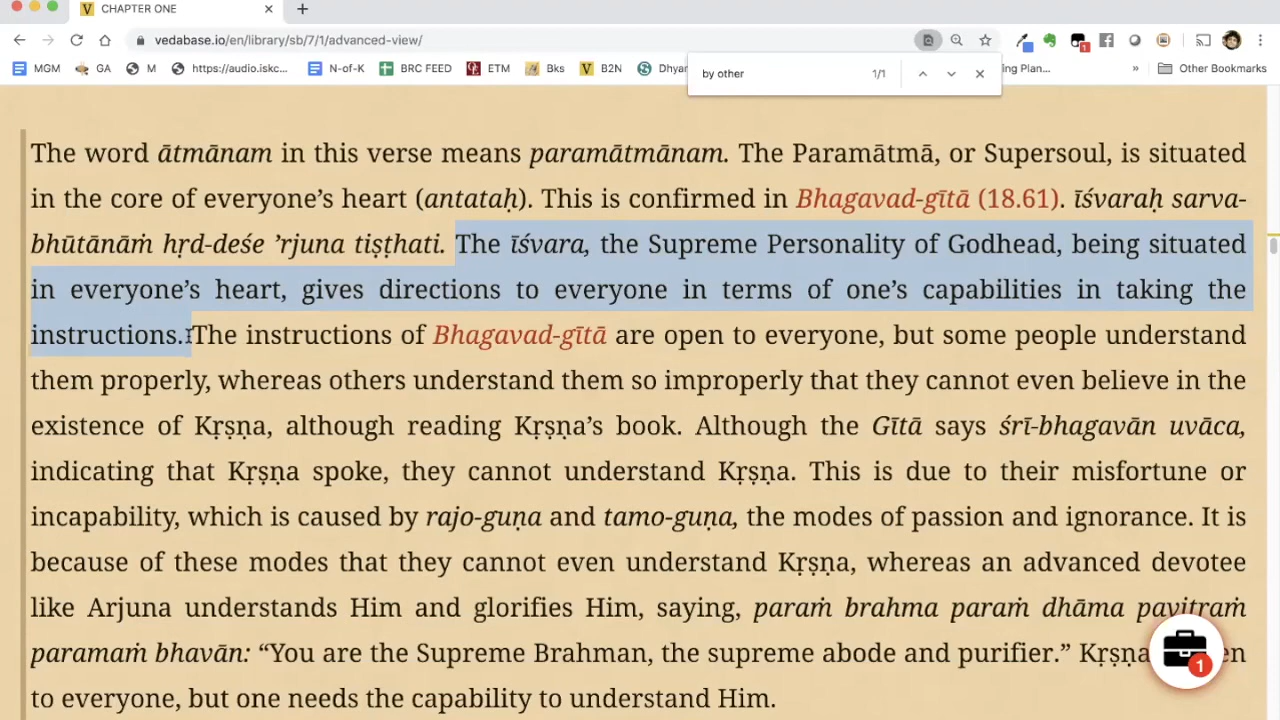 CHAPTER ONE
vedabase.io/en/library/sb/7/1/advanced-view/
MGM GA M https://audio.iskc... N-of-K BRC FEED ETM Bks B2N Dhyan ng Plan... » Other Bookmarks
by other 1/1
1
The word ātmānam in this verse means paramātmānam. The Paramātmā, or Supersoul, is situated
in the core of everyone’s heart (antataḥ). This is confirmed in Bhagavad-gītā (18.61). īśvaraḥ sarva-
bhūtānāṁ hṛd-deśe ’rjuna tiṣṭhati. The īśvara, the Supreme Personality of Godhead, being situated
in everyone’s heart, gives directions to everyone in terms of one’s capabilities in taking the
instructions. The instructions of Bhagavad-gītā are open to everyone, but some people understand
them properly, whereas others understand them so improperly that they cannot even believe in the
existence of Kṛṣṇa, although reading Kṛṣṇa’s book. Although the Gītā says śrī-bhagavān uvāca,
indicating that Kṛṣṇa spoke, they cannot understand Kṛṣṇa. This is due to their misfortune or
incapability, which is caused by rajo-guṇa and tamo-guṇa, the modes of passion and ignorance. It is
because of these modes that they cannot even understand Kṛṣṇa, whereas an advanced devotee
like Arjuna understands Him and glorifies Him, saying, paraṁ brahma paraṁ dhāma pavitraṁ
paramaṁ bhavān: “You are the Supreme Brahman, the supreme abode and purifier.” Kṛṣṇa en
to everyone, but one needs the capability to understand Him.
1